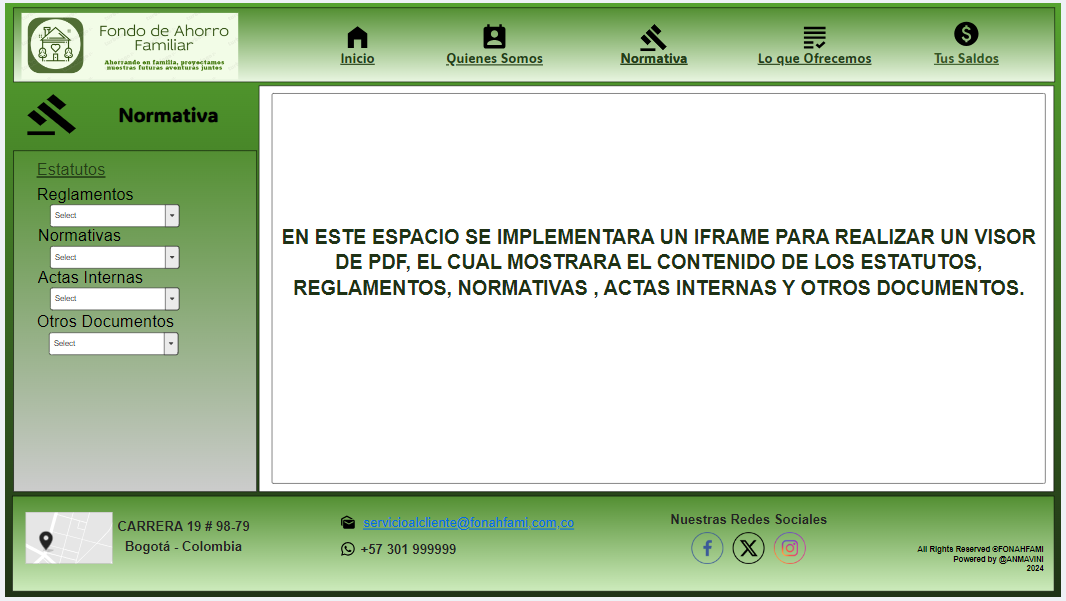 Fondo de Ahorro
Familiar
Ahorrando en familia, proyectamos
nuestras futuras aventuras juntos
Inicio
Quienes Somos
Normativa
Lo que Ofrecemos
Tus Saldos
Normativa
Estatutos
Reglamentos
Select
Normativas
Select
Actas Internas
Select
Otros Documentos
Select
EN ESTE ESPACIO SE IMPLEMENTARA UN IFRAME PARA REALIZAR UN VISOR
DE PDF, EL CUAL MOSTRARA EL CONTENIDO DE LOS ESTATUTOS,
REGLAMENTOS, NORMATIVAS , ACTAS INTERNAS Y OTROS DOCUMENTOS.
CARRERA 19 # 98-79
Bogotá - Colombia
servicioalcliente@fonahfami,com,co
+57 301 999999
Nuestras Redes Sociales
All Rights Reserved ©FONAHFAMI
Powered by @ANMAVINI
2024